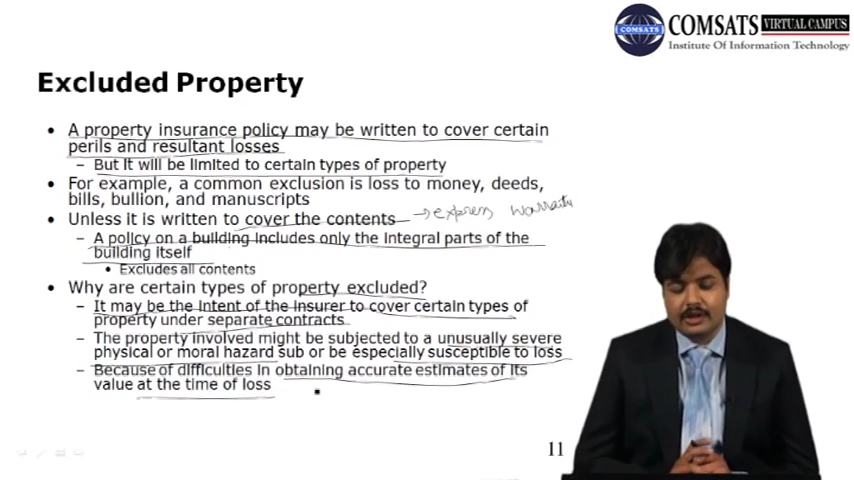 COMSATS VIRTUAL CAMPUS
COMSATS
Institute Of Information Technology
Excluded Property
• A property insurance policy may be written to cover certain
perils and resultant losses
– But it will be limited to certain types of property
• For example, a common exclusion is loss to money, deeds,
bills, bullion, and manuscripts
• Unless it is written to cover the contents → express
– A policy on a building includes only the integral parts of the
building itself
• Excludes all contents
• Why are certain types of property excluded?
– It may be the intent of the insurer to cover certain types of
property under separate contracts
– The property involved might be subjected to a unusually severe
physical or moral hazard sub or be especially susceptible to loss
– Because of difficulties in obtaining accurate estimates of its
value at the time of loss
11